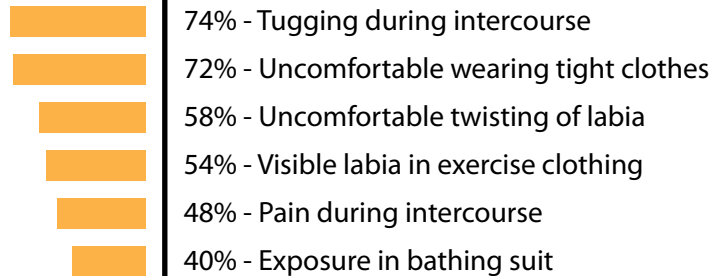 74% - Tugging during intercourse
72% - Uncomfortable wearing tight clothes
58% - Uncomfortable twisting of labia
54% - Visible labia in exercise clothing
48% - Pain during intercourse
40% - Exposure in bathing suit